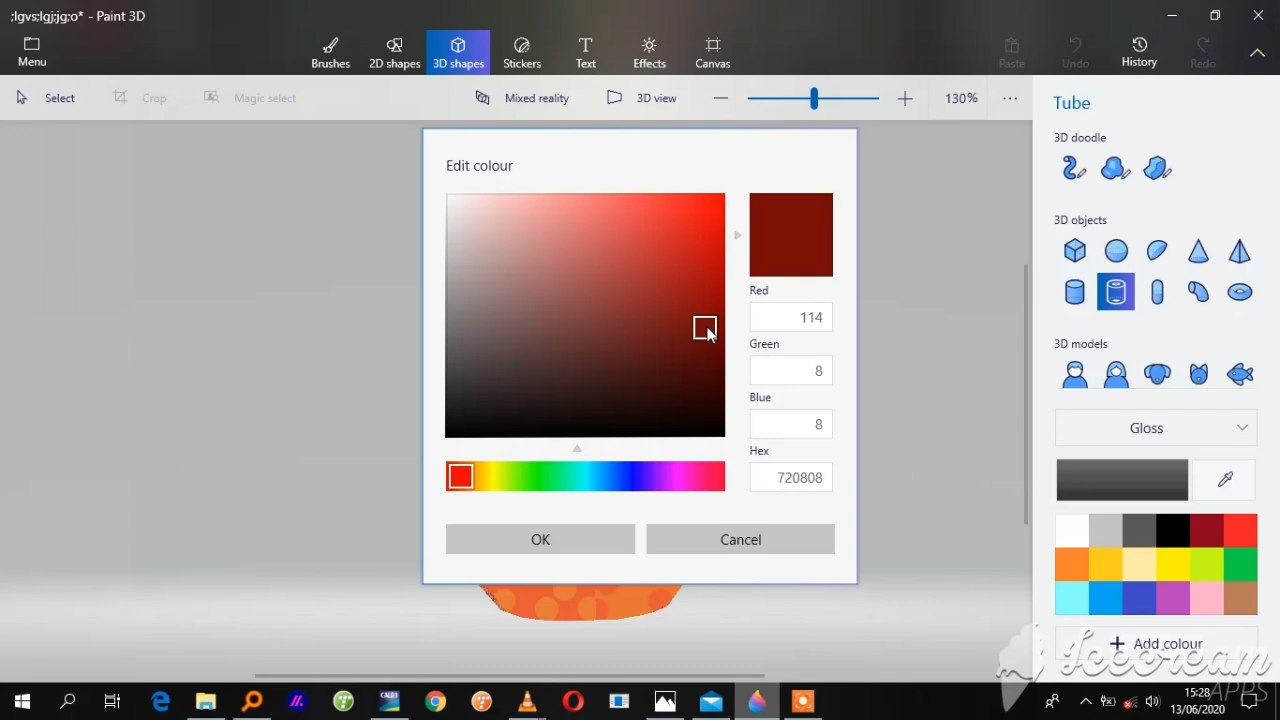 ;lgvs;lgj;jg;o* - Paint 3D
Menu
Brushes
2D shapes
3D shapes
Stickers
Text
Effects
Canvas
Paste
Undo
History
Redo
Select
Crop
Magic select
Mixed reality
3D view
130%
Tube
3D doodle
3D objects
3D models
Gloss
Add colour
Edit colour
Red
114
Green
8
Blue
8
Hex
720808
OK
Cancel
Icecream
APPS
15:28
13/06/2020